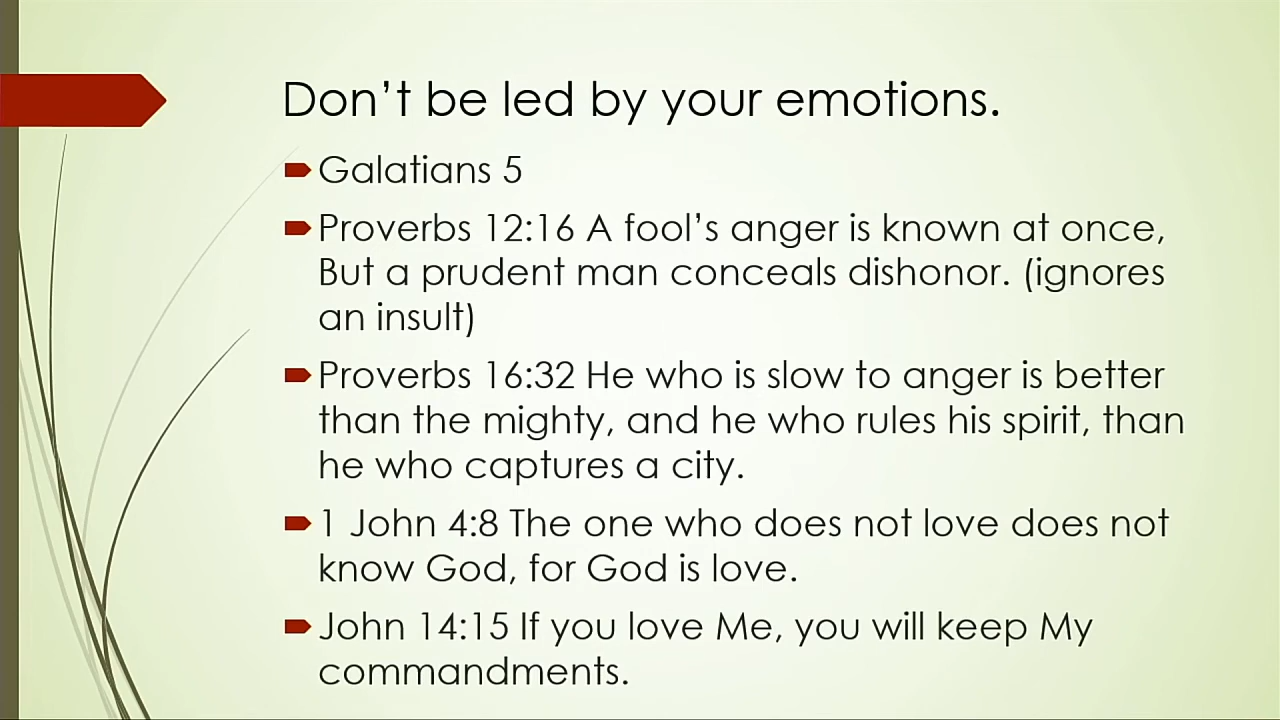 Don’t be led by your emotions.
Galatians 5
Proverbs 12:16 A fool’s anger is known at once,
But a prudent man conceals dishonor. (ignores
an insult)
Proverbs 16:32 He who is slow to anger is better
than the mighty, and he who rules his spirit, than
he who captures a city.
1 John 4:8 The one who does not love does not
know God, for God is love.
John 14:15 If you love Me, you will keep My
commandments.